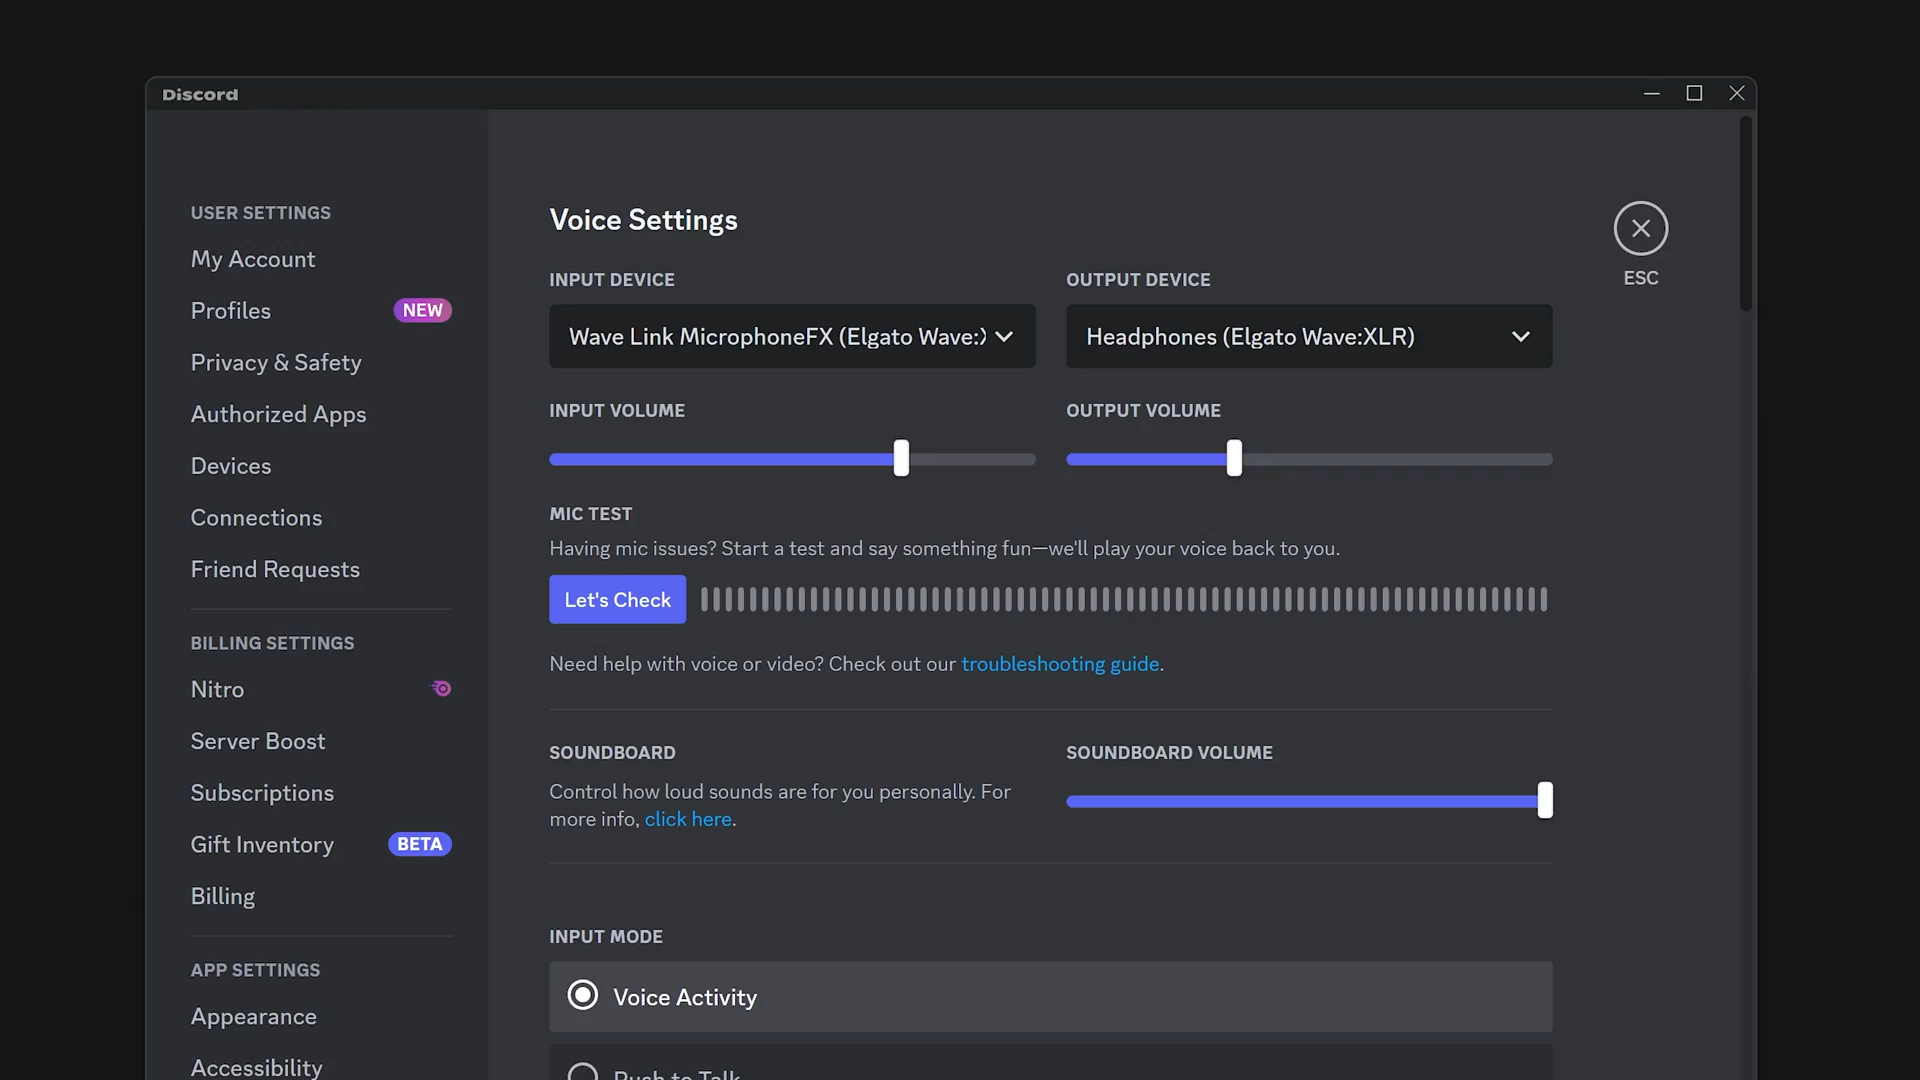 Discord
USER SETTINGS
My Account
Profiles NEW
Privacy & Safety
Authorized Apps
Devices
Connections
Friend Requests
BILLING SETTINGS
Nitro
Server Boost
Subscriptions
Gift Inventory BETA
Billing
APP SETTINGS
Appearance
Accessibility
Voice Settings
ESC
INPUT DEVICE
Wave Link MicrophoneFX (Elgato Wave:X
OUTPUT DEVICE
Headphones (Elgato Wave:XLR)
INPUT VOLUME
OUTPUT VOLUME
MIC TEST
Having mic issues? Start a test and say something fun—we'll play your voice back to you.
Let's Check
Need help with voice or video? Check out our troubleshooting guide.
SOUNDBOARD
Control how loud sounds are for you personally. For
more info, click here.
SOUNDBOARD VOLUME
INPUT MODE
Voice Activity
Push to Talk